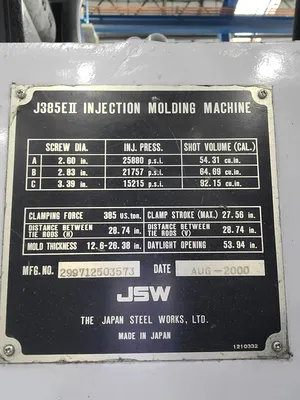 J385EII INJECTION MOLDING MACHINE
SCREW DIA. INJ. PRESS. SHOT VOLUME (CAL.)
A 2.60 in. 25880 p.s.i. 54.31 cu.in.
B 2.83 in. 21757 p.s.i. 64.69 cu.in.
C 3.39 in. 15215 p.s.i. 92.15 cu.in.
CLAMPING FORCE 385 US.ton. CLAMP STROKE (MAX.) 27.56 in.
DISTANCE BETWEEN TIE RODS (H) 28.74 in. DISTANCE BETWEEN TIE RODS (V) 28.74 in.
MOLD THICKNESS 12.6-26.38 in. DAYLIGHT OPENING 53.94 in.
MFG.NO. 299712503573 DATE AUG-2000
JSW
THE JAPAN STEEL WORKS, LTD.
MADE IN JAPAN
1210332